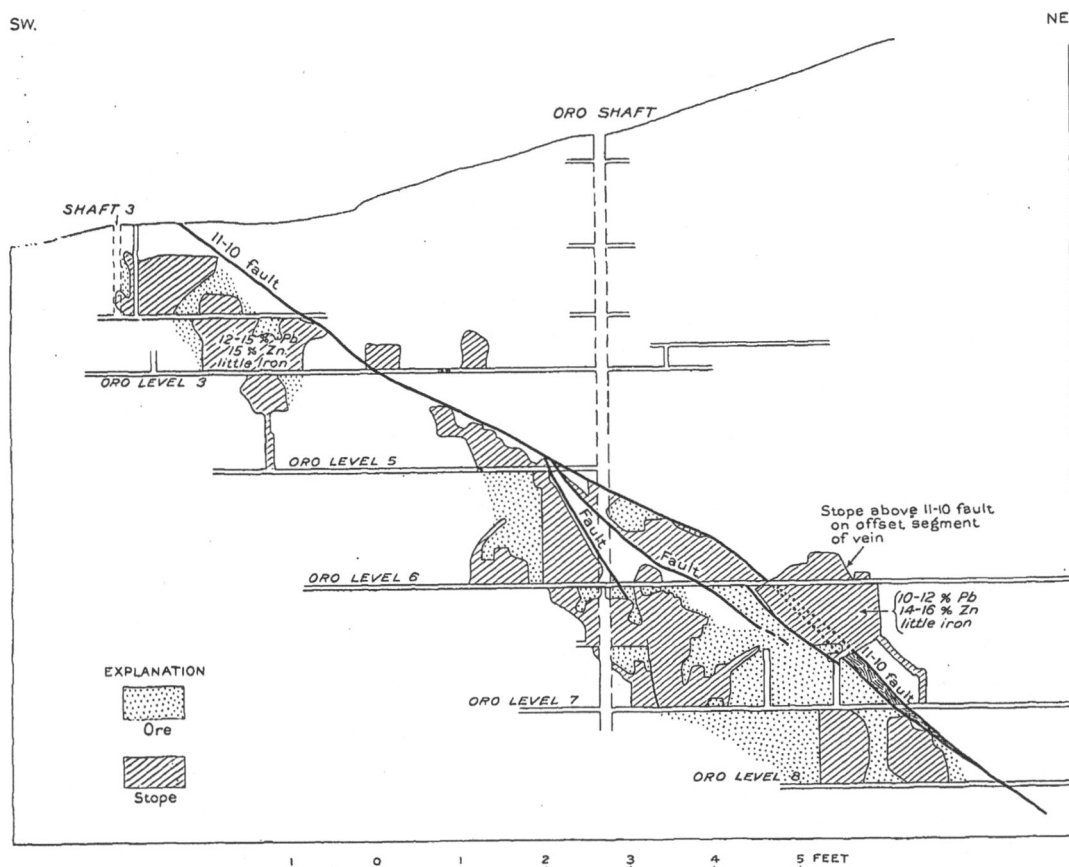 SW.
NE
ORO SHAFT
SHAFT 3
11-10 fault
12-15 % Pb
15 % Zn
little Iron
ORO LEVEL 3
ORO LEVEL 5
Fault
Fault
Stope above 11-10 fault
on offset segment
of vein
ORO LEVEL 6
10-12 % Pb
14-16 % Zn
little iron
11-10 fault
EXPLANATION
Ore
ORO LEVEL 7
Stope
ORO LEVEL 8
1 0 1 2 3 4 5 FEET